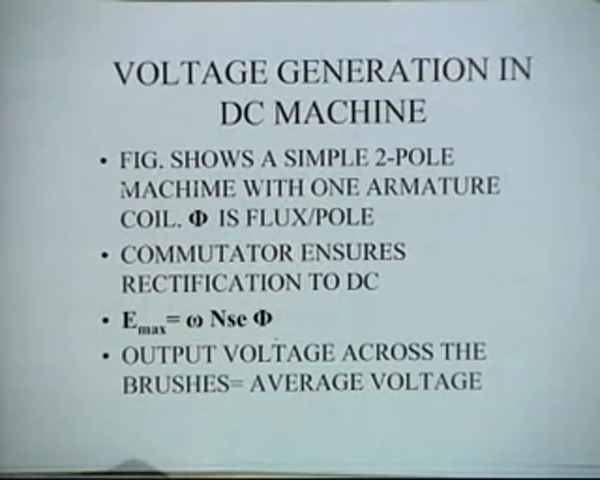 VOLTAGE GENERATION IN
DC MACHINE
• FIG. SHOWS A SIMPLE 2-POLE
MACHIME WITH ONE ARMATURE
COIL. Φ IS FLUX/POLE
• COMMUTATOR ENSURES
RECTIFICATION TO DC
• Emax= ω Nse Φ
• OUTPUT VOLTAGE ACROSS THE
BRUSHES= AVERAGE VOLTAGE